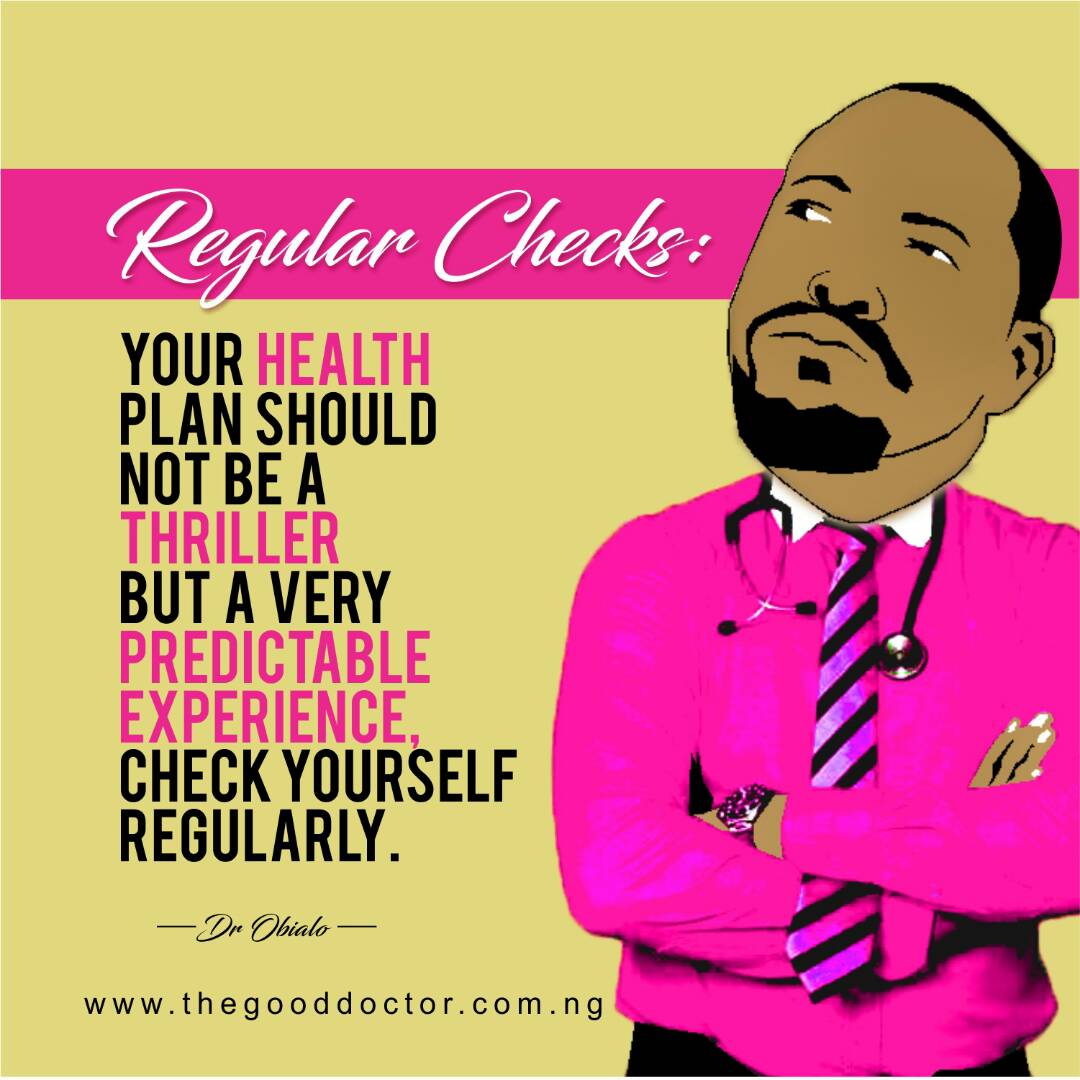 Regular Checks:
YOUR HEALTH
PLAN SHOULD
NOT BE A
THRILLER
BUT A VERY
PREDICTABLE
EXPERIENCE,
CHECK YOURSELF
REGULARLY.
— Dr Obialo —
www.thegooddoctor.com.ng